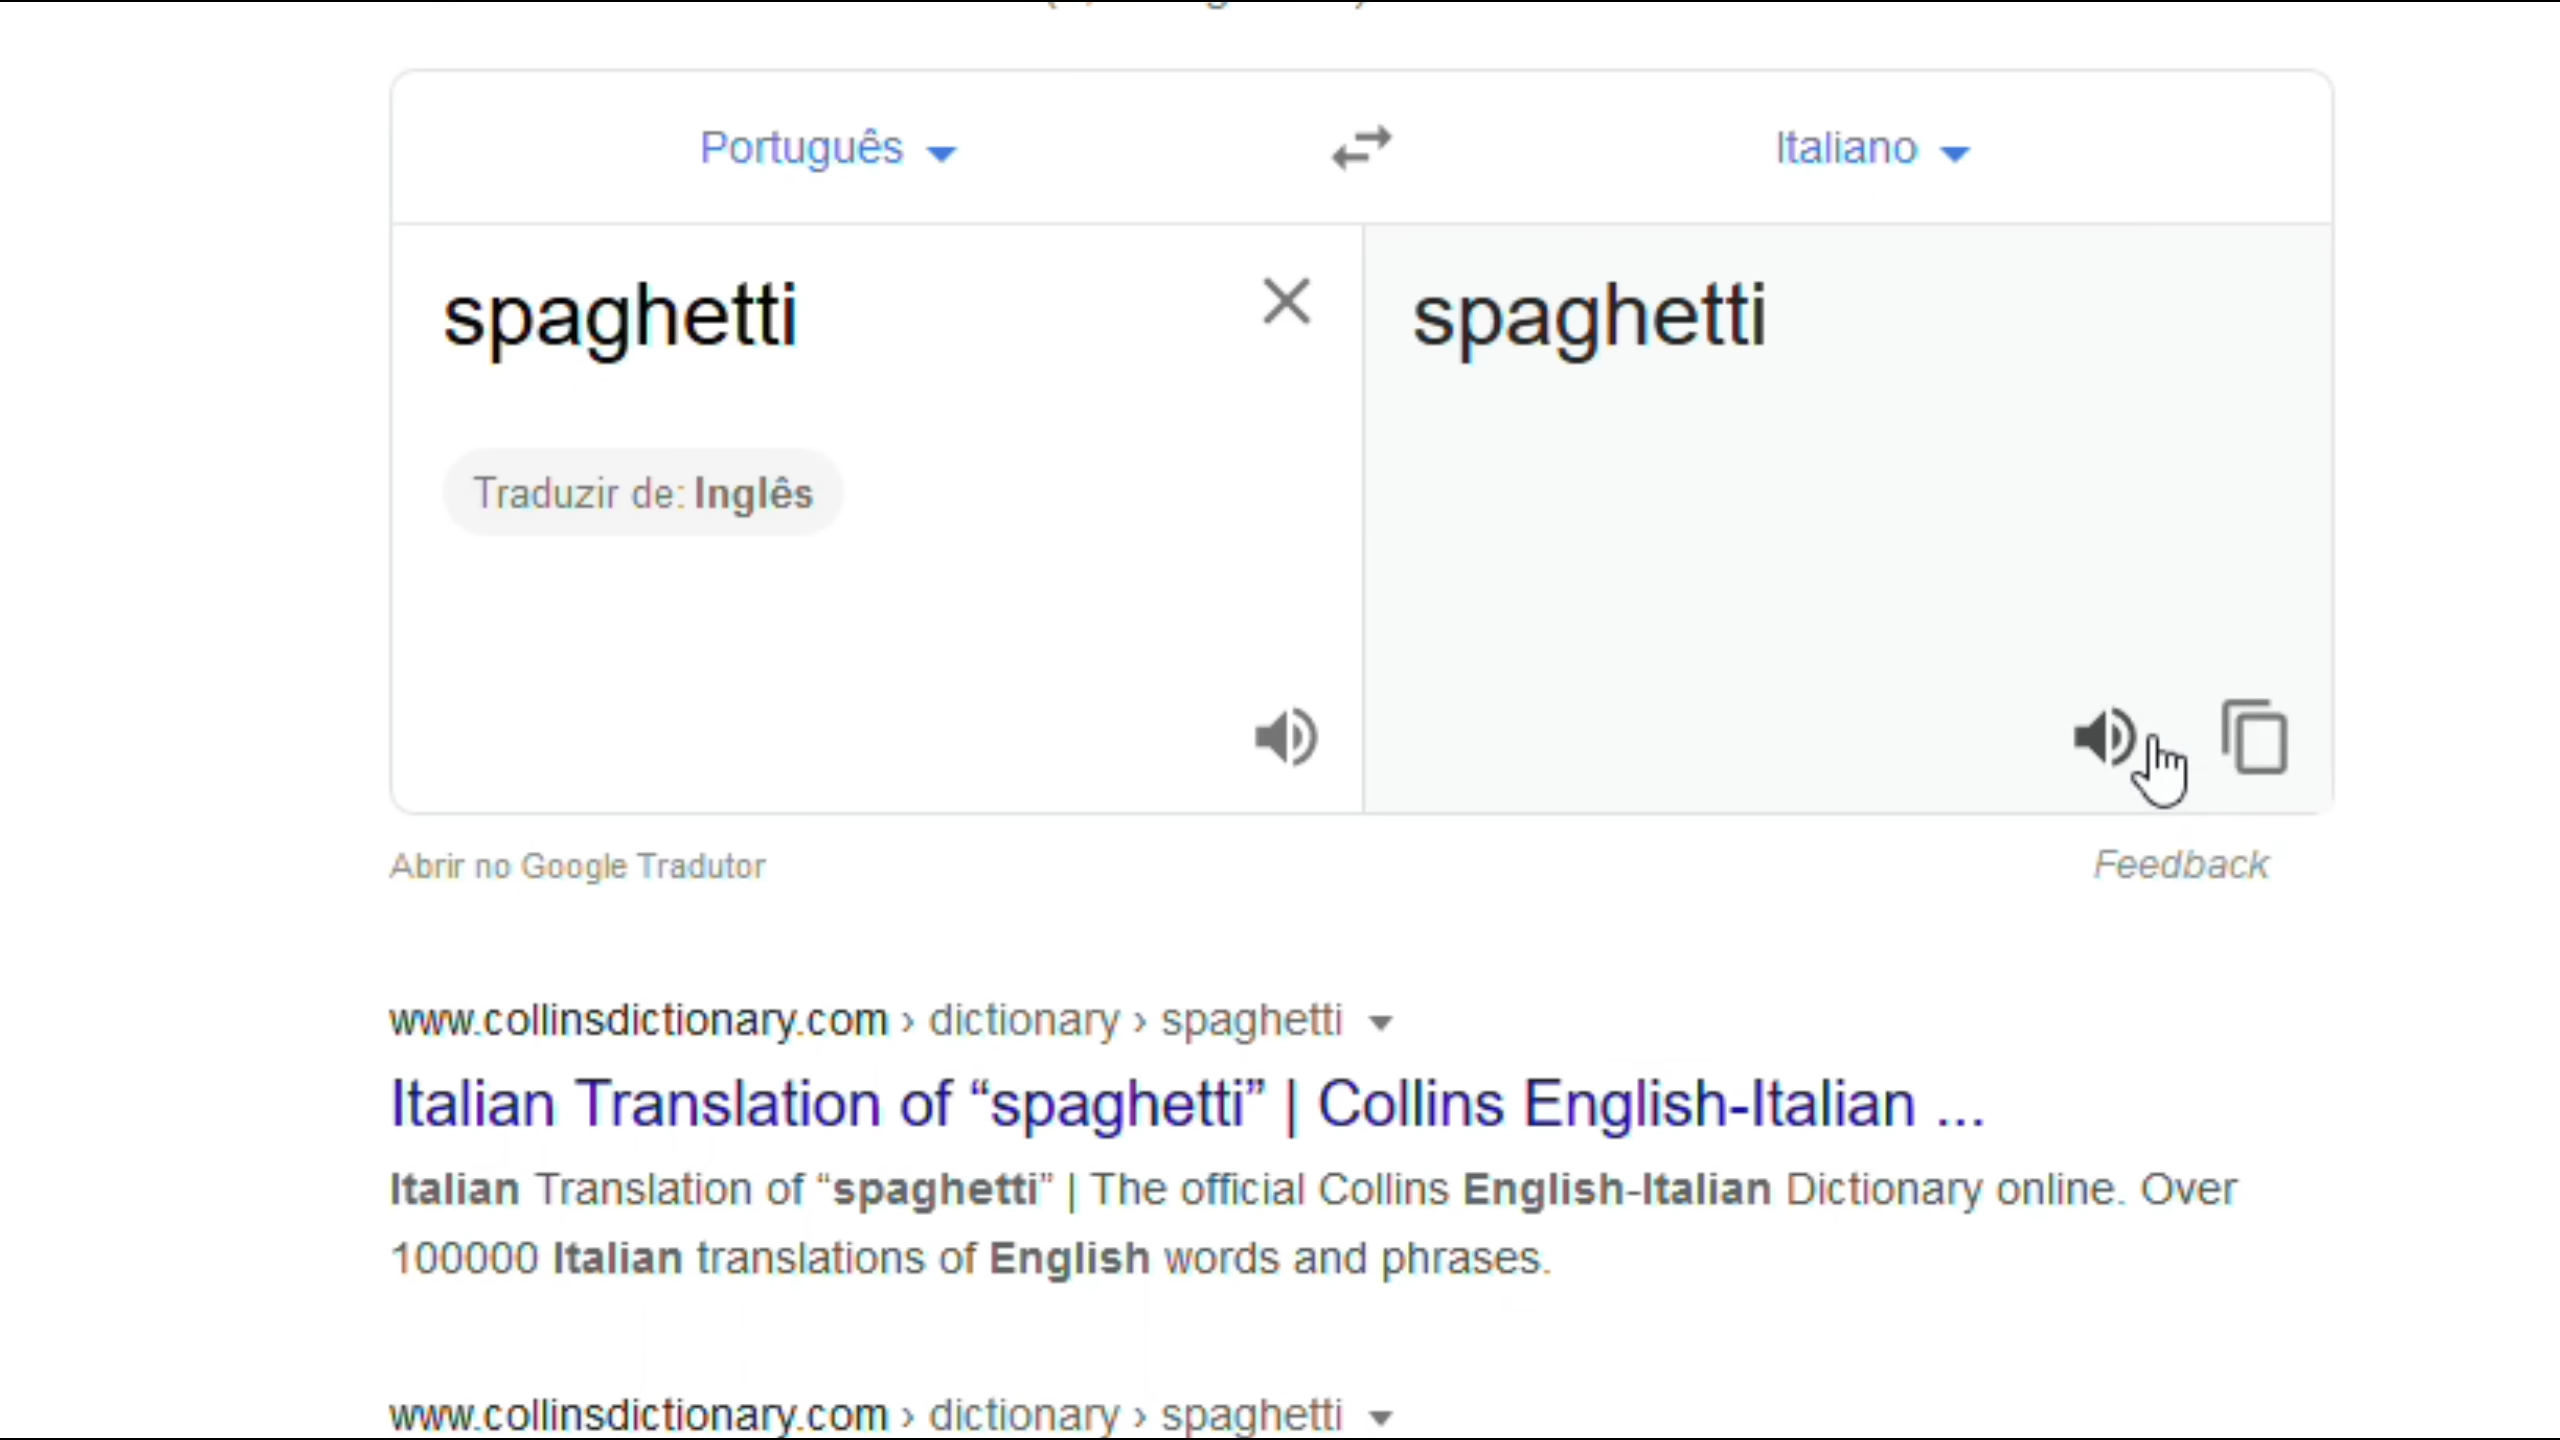 Português
Italiano
spaghetti
spaghetti
Traduzir de: Inglês
Abrir no Google Tradutor
Feedback
www.collinsdictionary.com › dictionary › spaghetti
Italian Translation of “spaghetti” | Collins English-Italian ...
Italian Translation of “spaghetti” | The official Collins English-Italian Dictionary online. Over
100000 Italian translations of English words and phrases.
www.collinsdictionary.com › dictionary › spaghetti